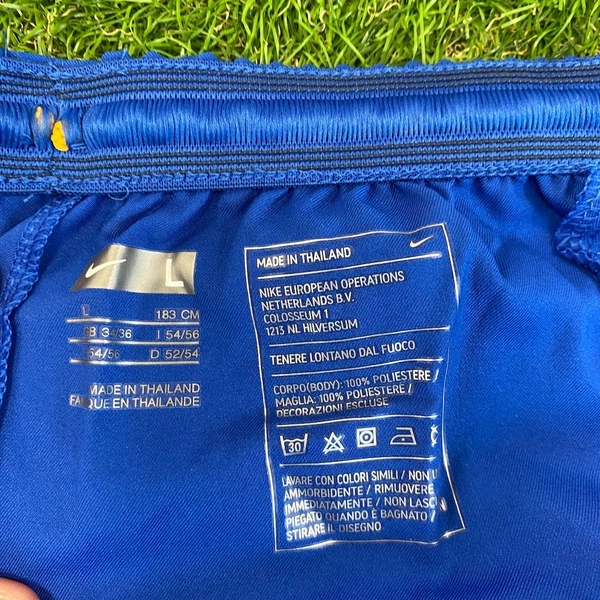 L
L 183 CM
GB 34/36 I 54/56
54/56 D 52/54
MADE IN THAILAND
FABRIQUE EN THAILANDE
MADE IN THAILAND
NIKE EUROPEAN OPERATIONS
NETHERLANDS B.V.
COLOSSEUM 1
1213 NL HILVERSUM
TENERE LONTANO DAL FUOCO
CORPO(BODY): 100% POLIESTERE /
MAGLIA: 100% POLIESTERE /
DECORAZIONI ESCLUSE
30
LAVARE CON COLORI SIMILI / NON
AMMORBIDENTE / RIMUOVERE
IMMEDIATAMENTE / NON LASC
PIEGATO QUANDO È BAGNATO /
STIRARE IL DISEGNO